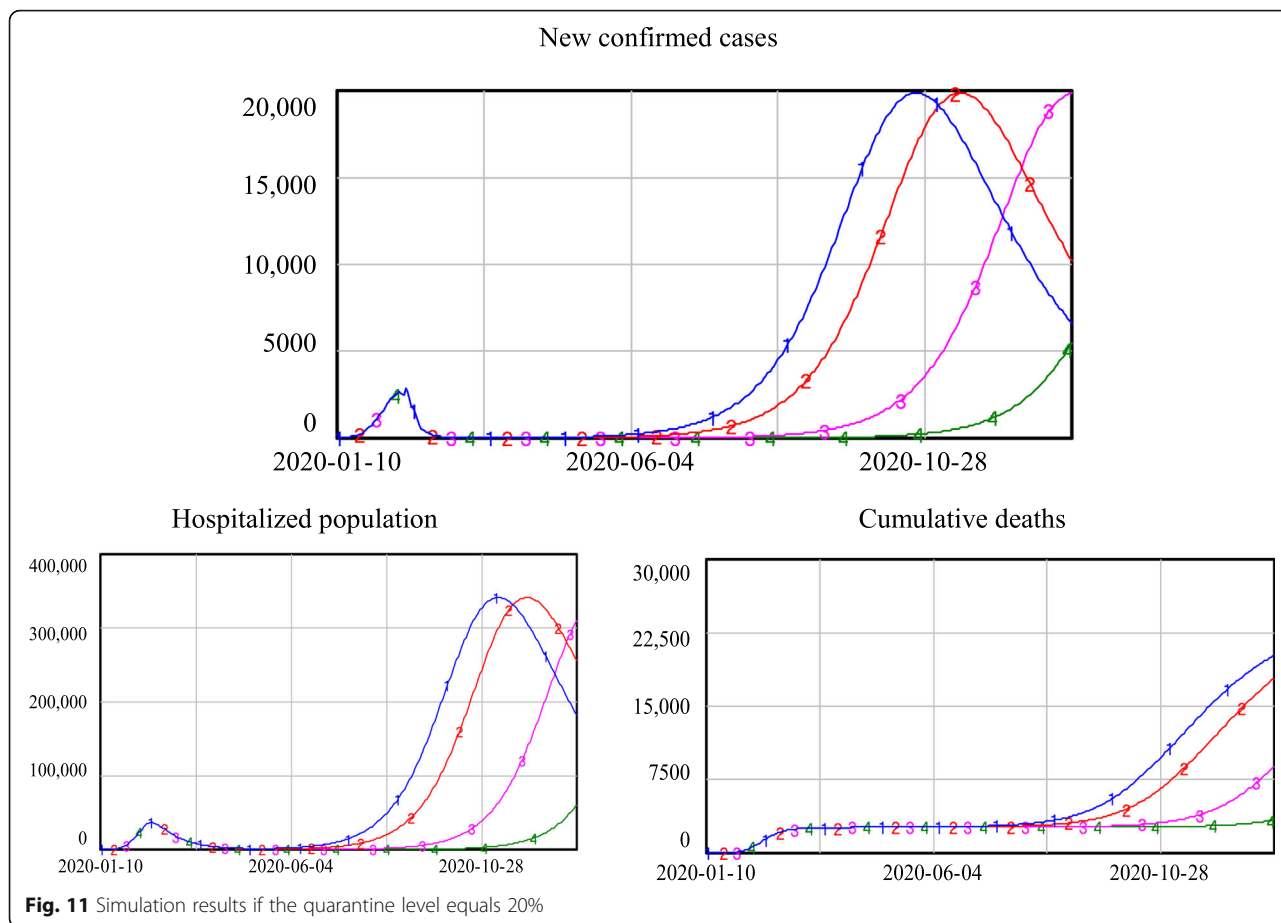 New confirmed cases
20,000
15,000
10,000
5000
0
2020-01-10 2020-06-04 2020-10-28
Hospitalized population
400,000
300,000
200,000
100,000
0
2020-01-10 2020-06-04 2020-10-28
Cumulative deaths
30,000
22,500
15,000
7500
0
2020-01-10 2020-06-04 2020-10-28
Fig. 11 Simulation results if the quarantine level equals 20%